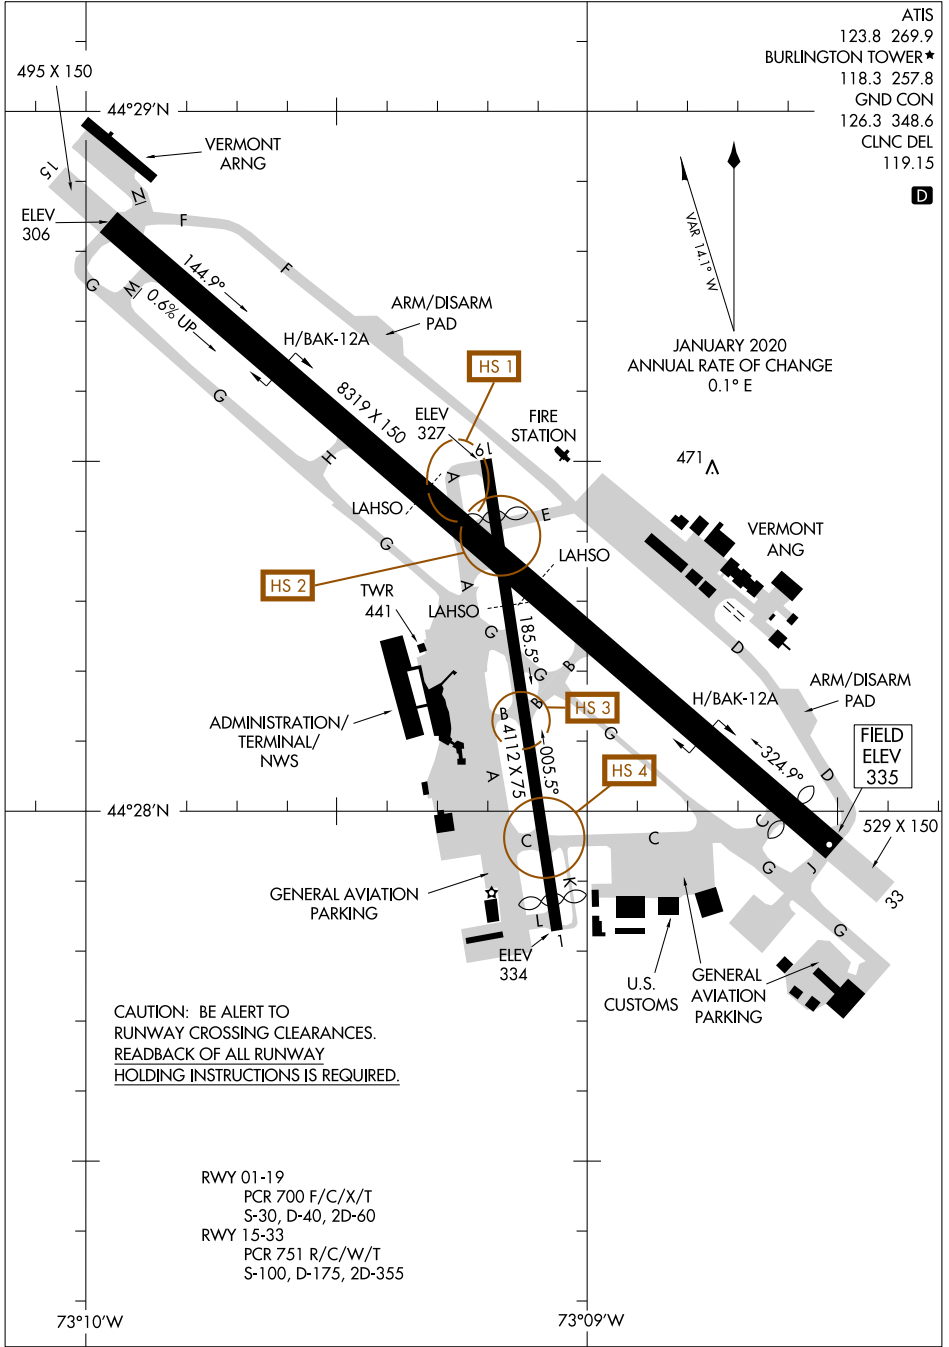 ATIS
123.8 269.9
BURLINGTON TOWER★
118.3 257.8
GND CON
126.3 348.6
CLNC DEL
119.15
D
495 X 150
44°29'N
VERMONT
ARNG
15
ELEV
306
N
F
F
G
M
144.9°
0.6% UP
VAR 14.1° W
ARM/DISARM
PAD
H/BAK-12A
JANUARY 2020
ANNUAL RATE OF CHANGE
0.1° E
HS 1
8319 X 150
G
ELEV
327
FIRE
STATION
19
H
A
471
LAHSO
E
VERMONT
ANG
G
LAHSO
HS 2
TWR
441
A
LAHSO
G
185.5°
B
D
G
ARM/DISARM
PAD
B
B
HS 3
H/BAK-12A
ADMINISTRATION/
TERMINAL/
NWS
4112 X 75
005.5°
G
324.9°
FIELD
ELEV
335
A
HS 4
D
44°28'N
C
C
J
529 X 150
G
J
GENERAL AVIATION
PARKING
K
33
L
1
G
ELEV
334
U.S.
CUSTOMS
GENERAL
AVIATION
PARKING
CAUTION: BE ALERT TO
RUNWAY CROSSING CLEARANCES.
READBACK OF ALL RUNWAY
HOLDING INSTRUCTIONS IS REQUIRED.
RWY 01-19
PCR 700 F/C/X/T
S-30, D-40, 2D-60
RWY 15-33
PCR 751 R/C/W/T
S-100, D-175, 2D-355
73°10'W
73°09'W